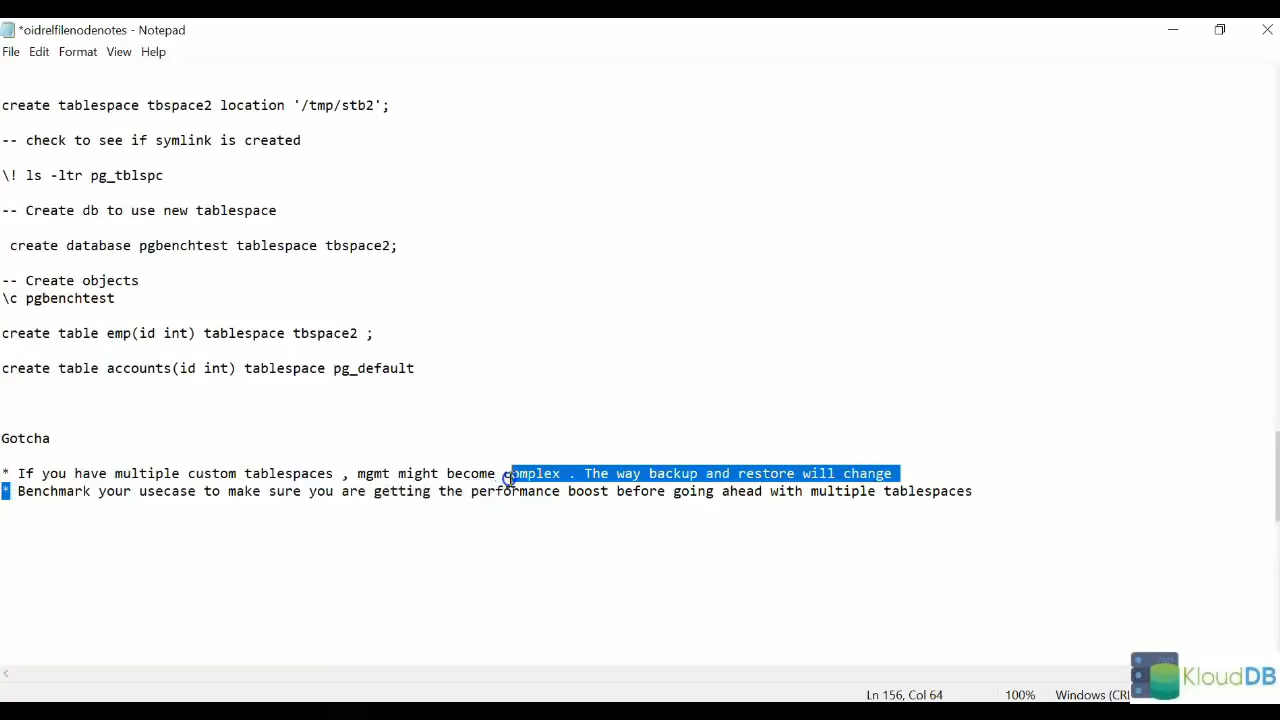 *oidrelfilenodenotes - Notepad
File Edit Format View Help
create tablespace tbspace2 location '/tmp/stb2';
-- check to see if symlink is created
\! ls -ltr pg_tblspc
-- Create db to use new tablespace
create database pgbenchtest tablespace tbspace2;
-- Create objects
\c pgbenchtest
create table emp(id int) tablespace tbspace2 ;
create table accounts(id int) tablespace pg_default
Gotcha
* If you have multiple custom tablespaces , mgmt might become complex . The way backup and restore will change
* Benchmark your usecase to make sure you are getting the performance boost before going ahead with multiple tablespaces
KloudDB
Ln 156, Col 64 100% Windows (CRL